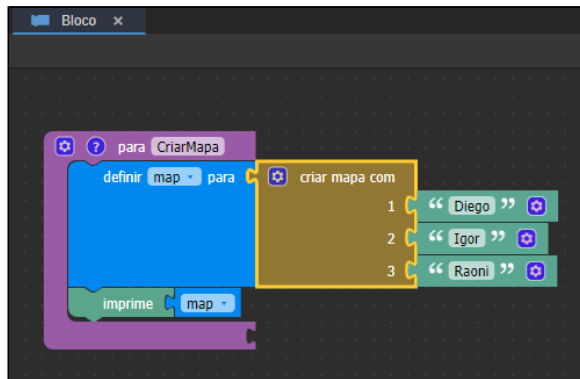 Bloco ×
? para CriarMapa
definir map para criar mapa com
1 “ Diego ”
2 “ Igor ”
3 “ Raoni ”
imprime map